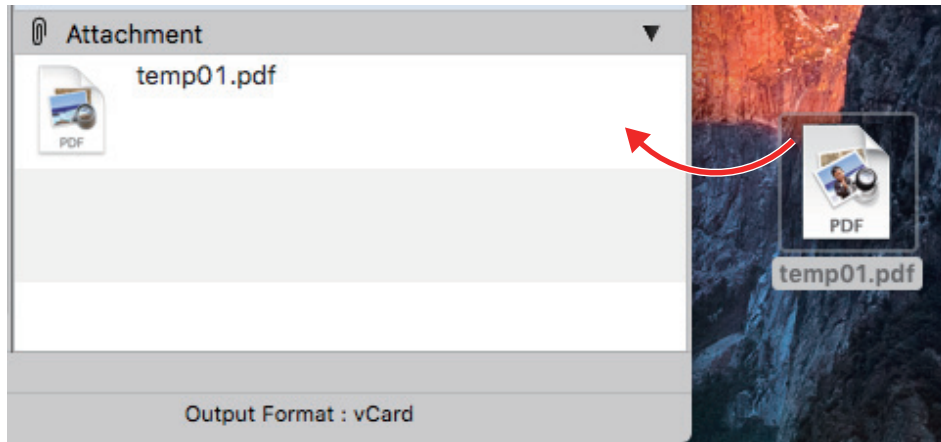 Attachment
temp01.pdf
PDF
PDF
temp01.pdf
Output Format : vCard